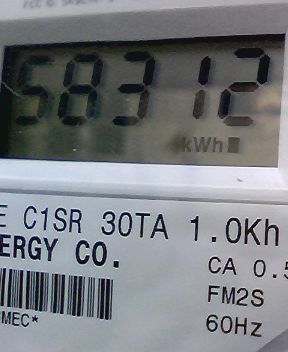 58312
kWh
E C1SR 30TA 1.0Kh
ERGY CO.
CA 0.5
FM2S
MEC*
60Hz